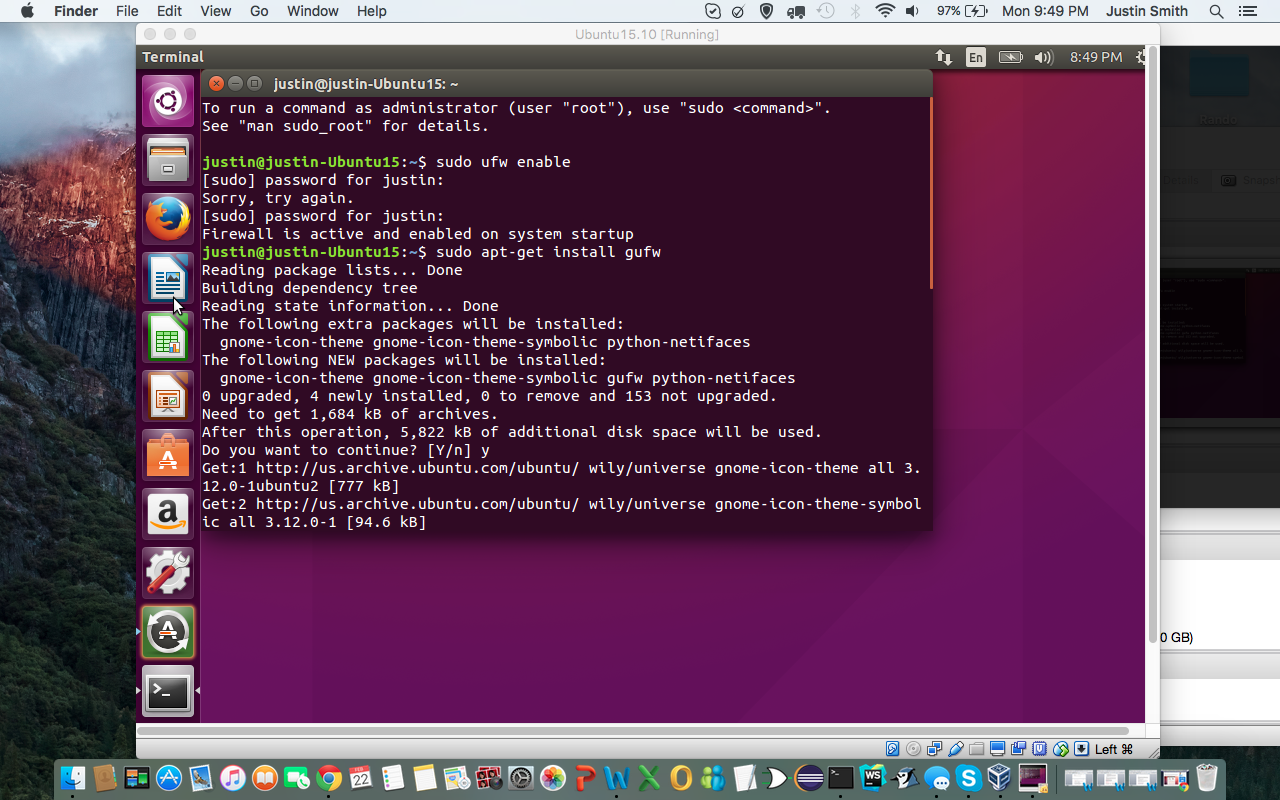 Finder File Edit View Go Window Help 97% Mon 9:49 PM Justin Smith
Ubuntu15.10 [Running]
Terminal En 8:49 PM
justin@justin-Ubuntu15: ~
To run a command as administrator (user "root"), use "sudo <command>".
See "man sudo_root" for details.
justin@justin-Ubuntu15:~$ sudo ufw enable
[sudo] password for justin:
Sorry, try again.
[sudo] password for justin:
Firewall is active and enabled on system startup
justin@justin-Ubuntu15:~$ sudo apt-get install gufw
Reading package lists... Done
Building dependency tree
Reading state information... Done
The following extra packages will be installed:
gnome-icon-theme gnome-icon-theme-symbolic python-netifaces
The following NEW packages will be installed:
gnome-icon-theme gnome-icon-theme-symbolic gufw python-netifaces
0 upgraded, 4 newly installed, 0 to remove and 153 not upgraded.
Need to get 1,684 kB of archives.
After this operation, 5,822 kB of additional disk space will be used.
Do you want to continue? [Y/n] y
Get:1 http://us.archive.ubuntu.com/ubuntu/ wily/universe gnome-icon-theme all 3.
12.0-1ubuntu2 [777 kB]
Get:2 http://us.archive.ubuntu.com/ubuntu/ wily/universe gnome-icon-theme-symbol
ic all 3.12.0-1 [94.6 kB]
Rando
Details
0 GB)
Left ⌘
22
WS